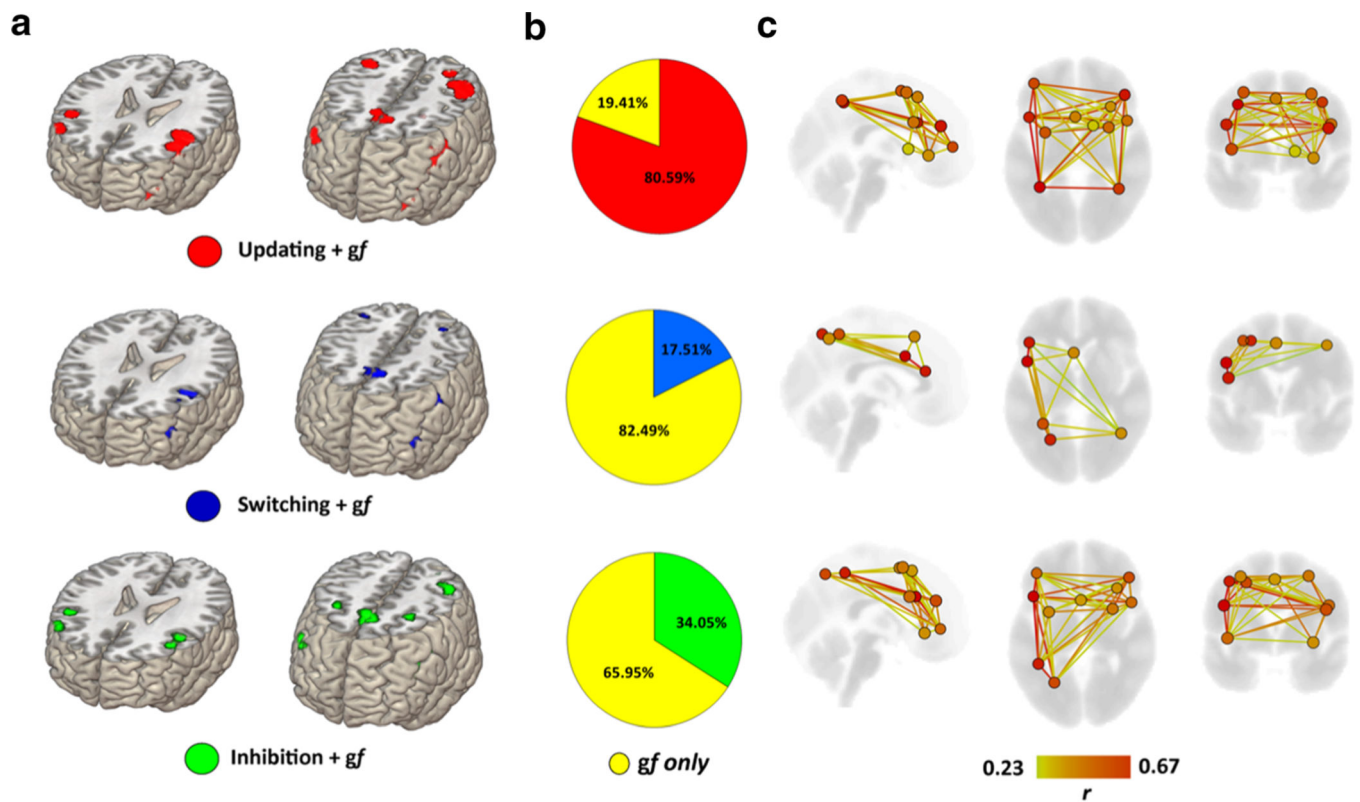 a
b
c
19.41%
80.59%
Updating + gf
17.51%
82.49%
Switching + gf
34.05%
65.95%
Inhibition + gf
gf only
0.23
0.67
r